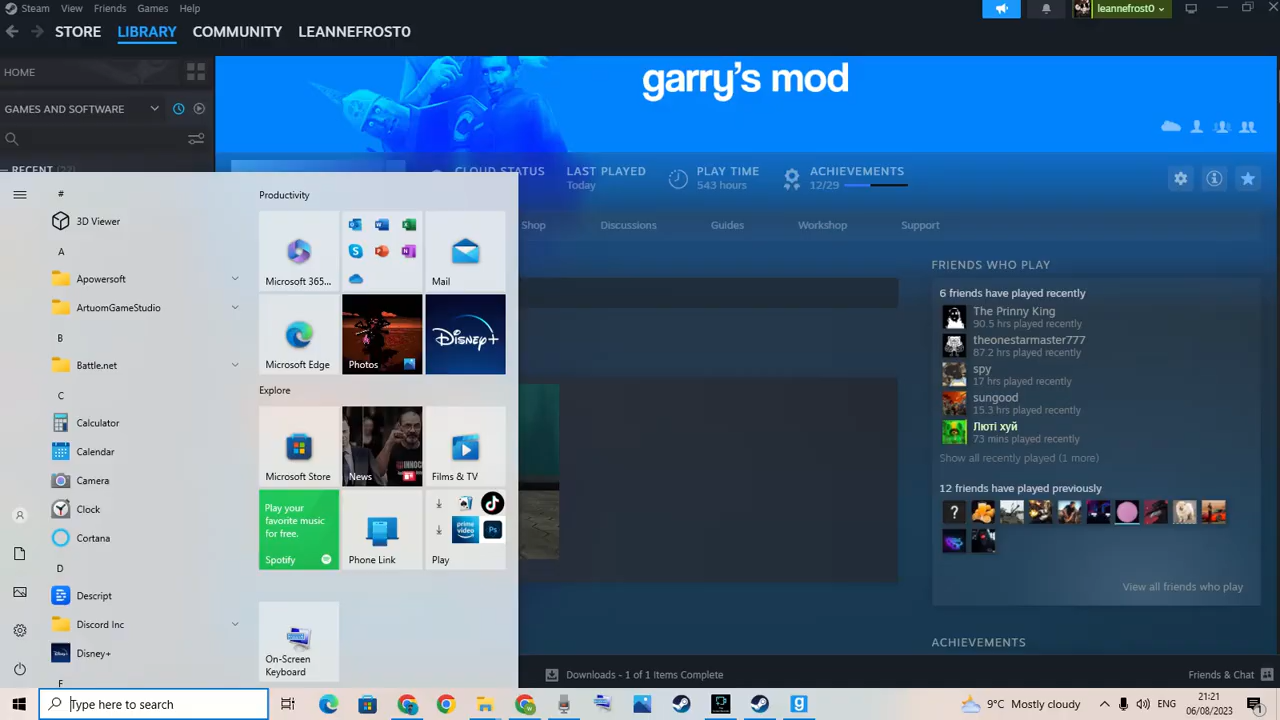 Steam View Friends Games Help
leannefrost0
STORE LIBRARY COMMUNITY LEANNEFROST0
HOME
GAMES AND SOFTWARE
garry's mod
CLOUD STATUS
LAST PLAYED
Today
PLAY TIME
543 hours
ACHIEVEMENTS
12/29
Shop Discussions Guides Workshop Support
FRIENDS WHO PLAY
6 friends have played recently
The Prinny King
90.5 hrs played recently
theonestarmaster777
87.2 hrs played recently
spy
17 hrs played recently
sungood
15.3 hrs played recently
Люті хуй
73 mins played recently
Show all recently played (1 more)
12 friends have played previously
?
View all friends who play
ACHIEVEMENTS
RECENT
#
3D Viewer
A
Apowersoft
ArtuomGameStudio
B
Battle.net
C
Calculator
Calendar
Camera
Clock
Cortana
D
Descript
Discord Inc
Disney+
F
Productivity
Microsoft 365...
Mail
Microsoft Edge
Photos
Disney+
Explore
Microsoft Store
News
Films & TV
Play your
favorite music
for free.
Spotify
Phone Link
prime video
Ps
Play
On-Screen
Keyboard
Downloads - 1 of 1 Items Complete
Friends & Chat
Type here to search
9°C Mostly cloudy
ENG
21:21
06/08/2023
1